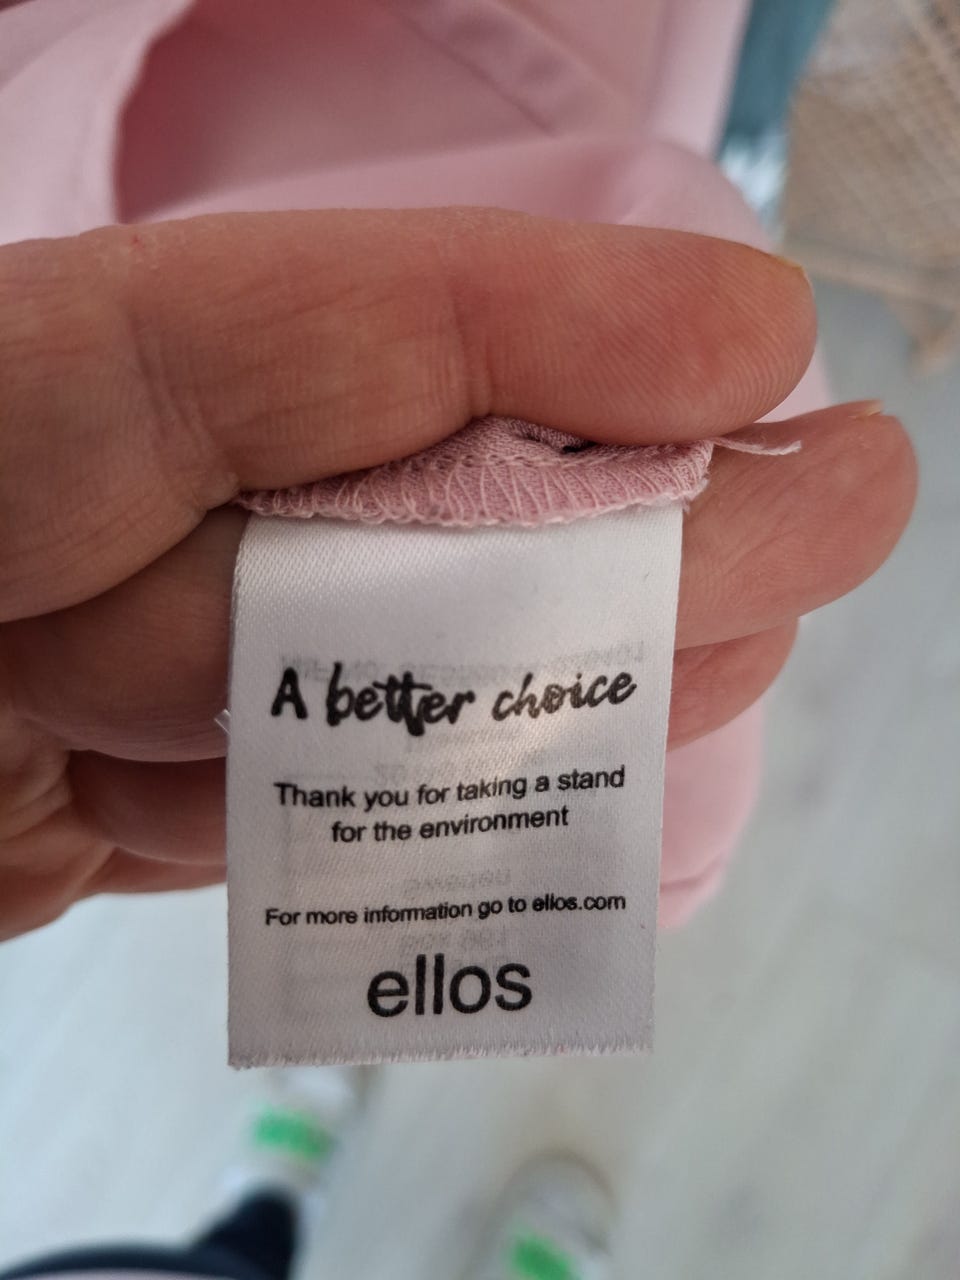 A better choice
Thank you for taking a stand
for the environment
For more information go to ellos.com
ellos